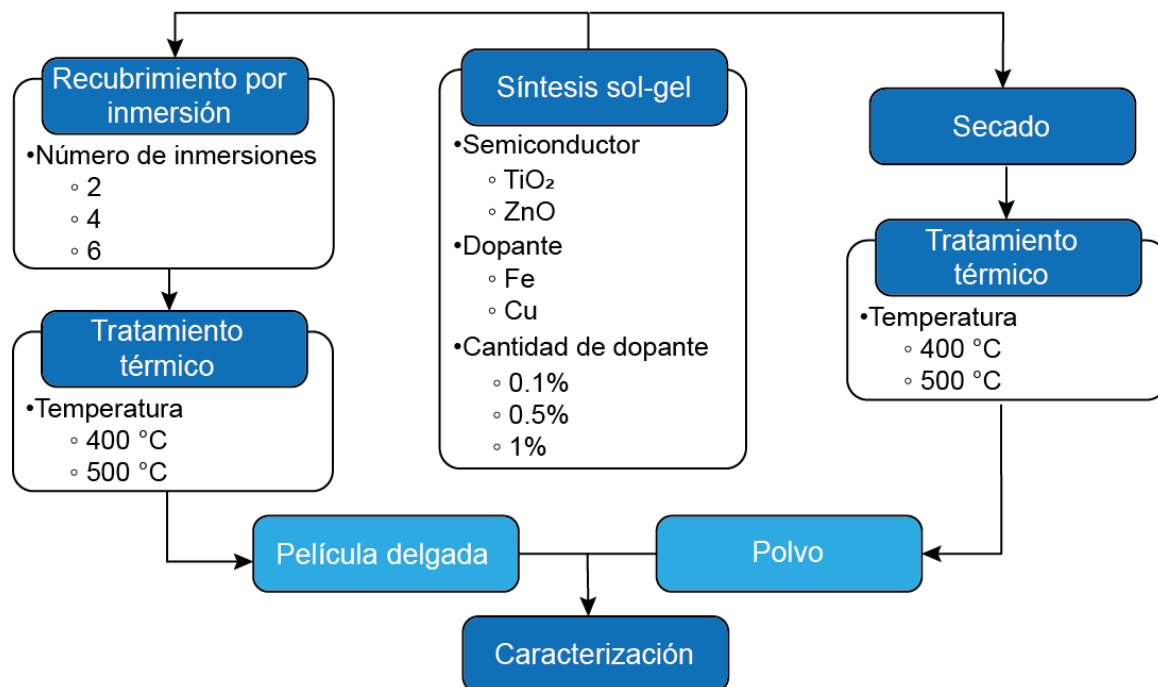 Recubrimiento por
inmersión
•Número de inmersiones
◦ 2
◦ 4
◦ 6
Tratamiento
térmico
•Temperatura
◦ 400 °C
◦ 500 °C
Síntesis sol-gel
•Semiconductor
◦ TiO₂
◦ ZnO
•Dopante
◦ Fe
◦ Cu
•Cantidad de dopante
◦ 0.1%
◦ 0.5%
◦ 1%
Secado
Tratamiento
térmico
•Temperatura
◦ 400 °C
◦ 500 °C
Película delgada
Polvo
Caracterización